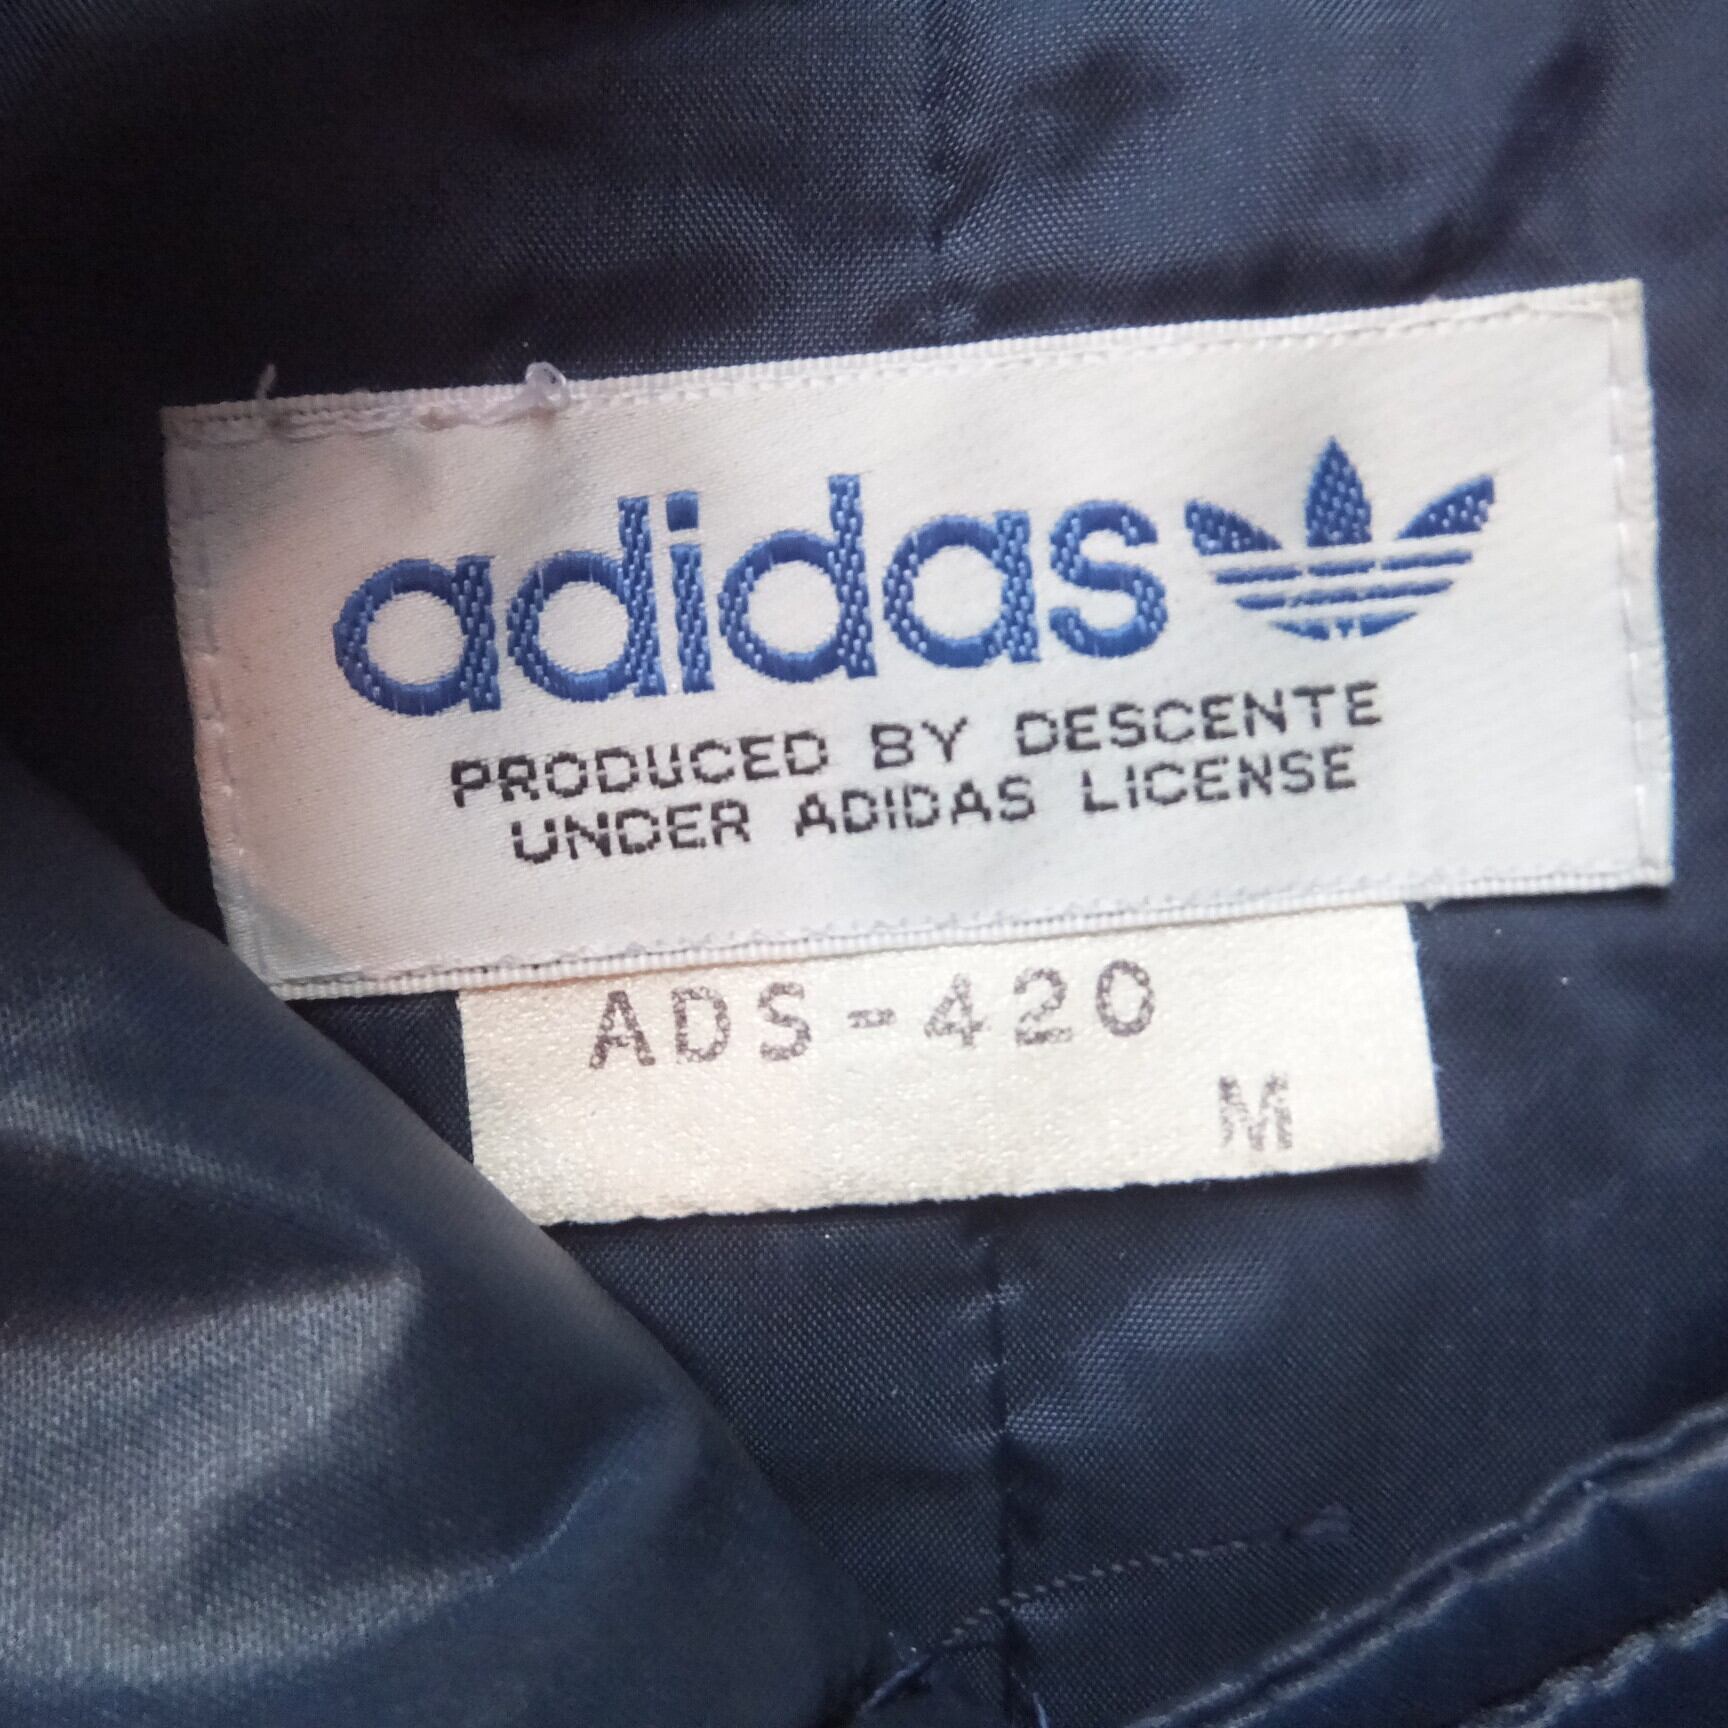 adidas
PRODUCED BY DESCENTE
UNDER ADIDAS LICENSE
ADS-420
M